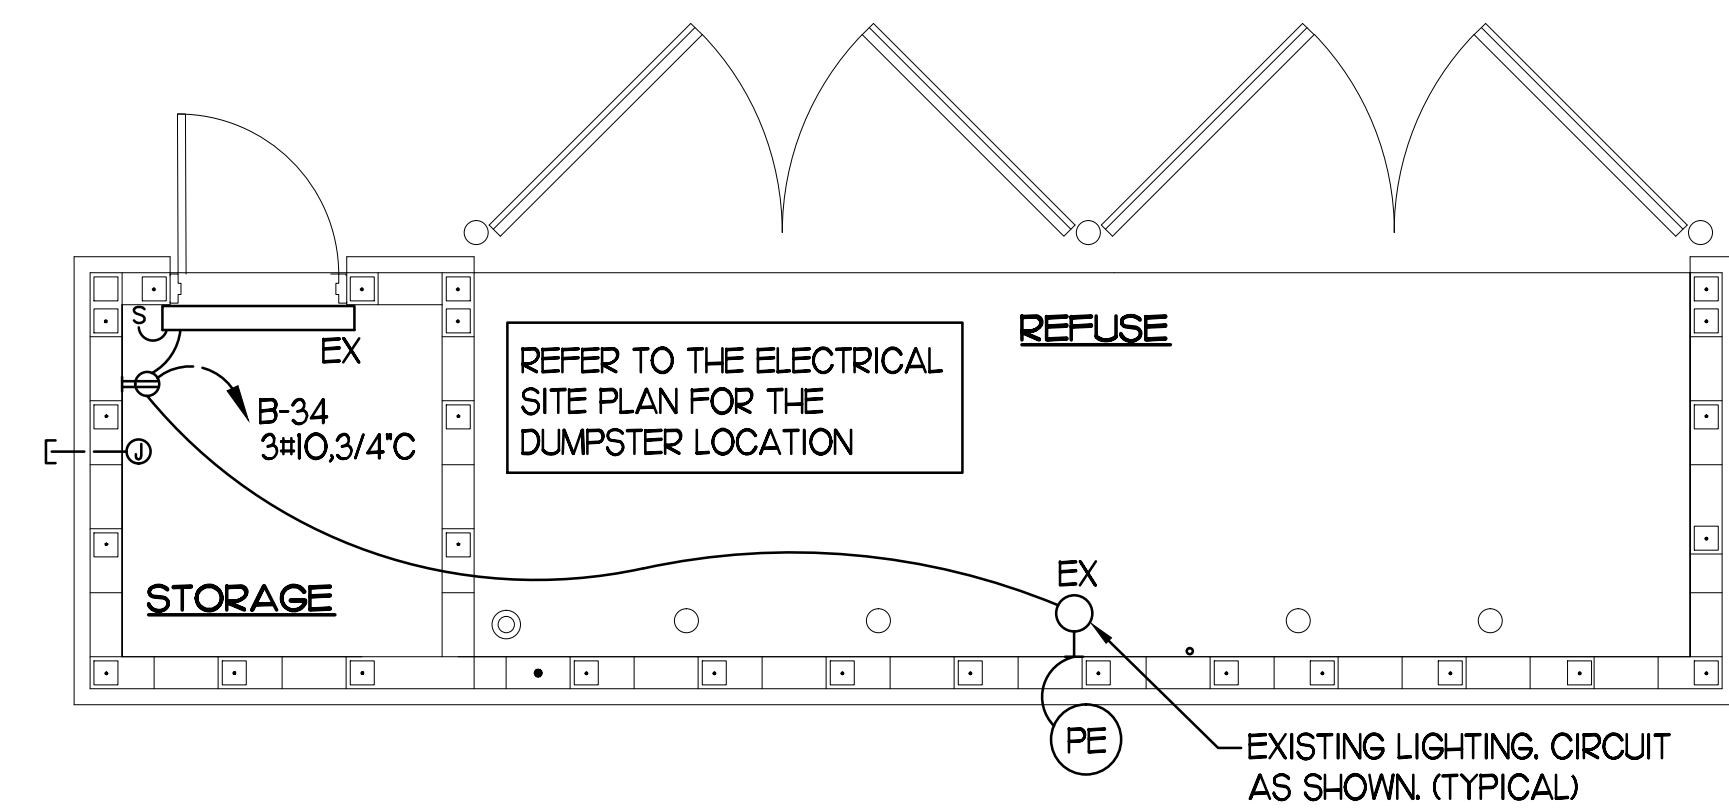 S
EX
REFUSE
REFER TO THE ELECTRICAL
SITE PLAN FOR THE
DUMPSTER LOCATION
B-34
3#10,3/4"C
J
STORAGE
EX
PE
EXISTING LIGHTING. CIRCUIT
AS SHOWN. (TYPICAL)